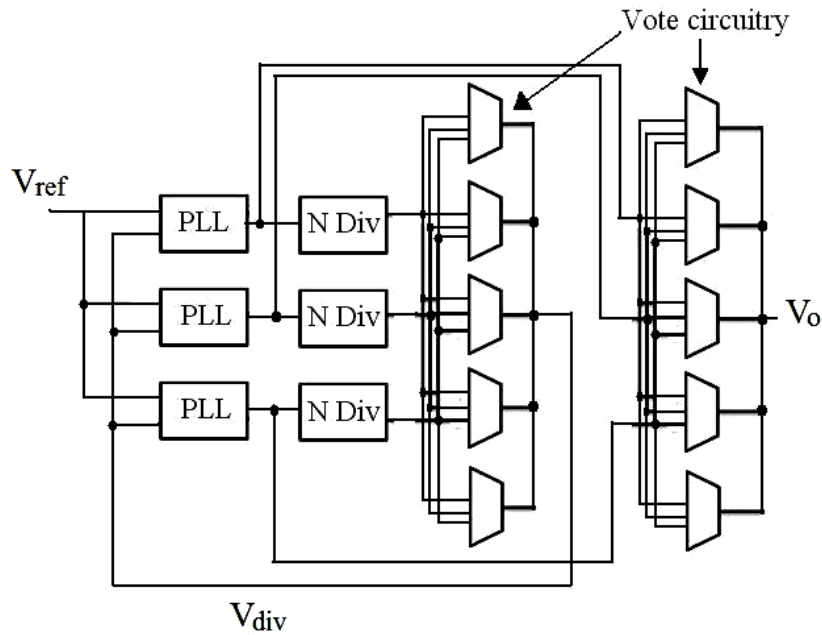 Vote circuitry
Vref
PLL
N Div
PLL
N Div
Vo
PLL
N Div
Vdiv